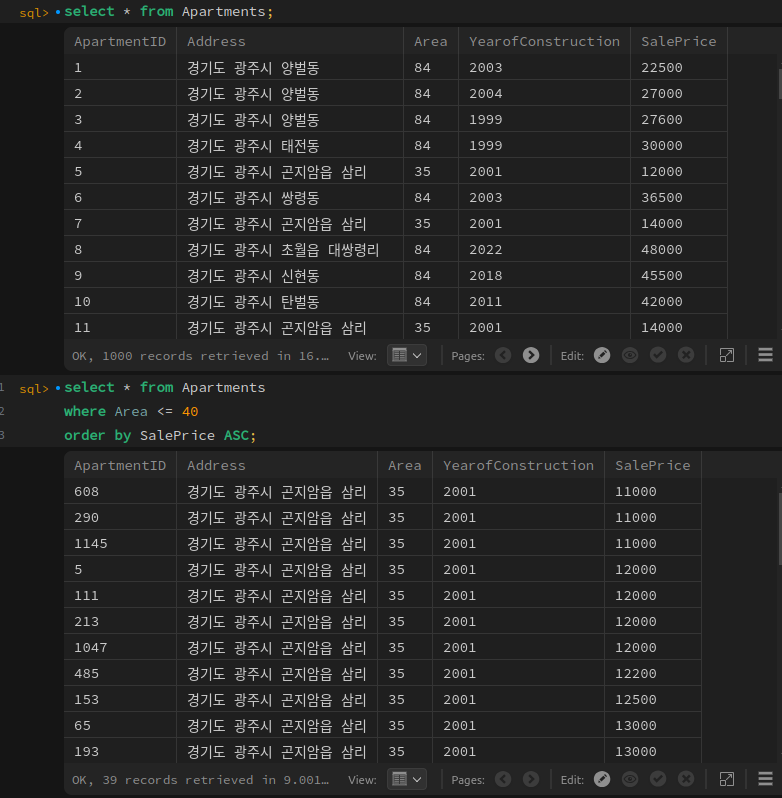 sql> select * from Apartments;
ApartmentID Address Area YearofConstruction SalePrice
1 경기도 광주시 양벌동 84 2003 22500
2 경기도 광주시 양벌동 84 2004 27000
3 경기도 광주시 양벌동 84 1999 27600
4 경기도 광주시 태전동 84 1999 30000
5 경기도 광주시 곤지암읍 삼리 35 2001 12000
6 경기도 광주시 쌍령동 84 2003 36500
7 경기도 광주시 곤지암읍 삼리 35 2001 14000
8 경기도 광주시 초월읍 대쌍령리 84 2022 48000
9 경기도 광주시 신현동 84 2018 45500
10 경기도 광주시 탄벌동 84 2011 42000
11 경기도 광주시 곤지암읍 삼리 35 2001 14000
OK, 1000 records retrieved in 16.… View: Pages: Edit:
1 sql> select * from Apartments
2 where Area <= 40
3 order by SalePrice ASC;
ApartmentID Address Area YearofConstruction SalePrice
608 경기도 광주시 곤지암읍 삼리 35 2001 11000
290 경기도 광주시 곤지암읍 삼리 35 2001 11000
1145 경기도 광주시 곤지암읍 삼리 35 2001 11000
5 경기도 광주시 곤지암읍 삼리 35 2001 12000
111 경기도 광주시 곤지암읍 삼리 35 2001 12000
213 경기도 광주시 곤지암읍 삼리 35 2001 12000
1047 경기도 광주시 곤지암읍 삼리 35 2001 12000
485 경기도 광주시 곤지암읍 삼리 35 2001 12200
153 경기도 광주시 곤지암읍 삼리 35 2001 12500
65 경기도 광주시 곤지암읍 삼리 35 2001 13000
193 경기도 광주시 곤지암읍 삼리 35 2001 13000
OK, 39 records retrieved in 9.001… View: Pages: Edit: